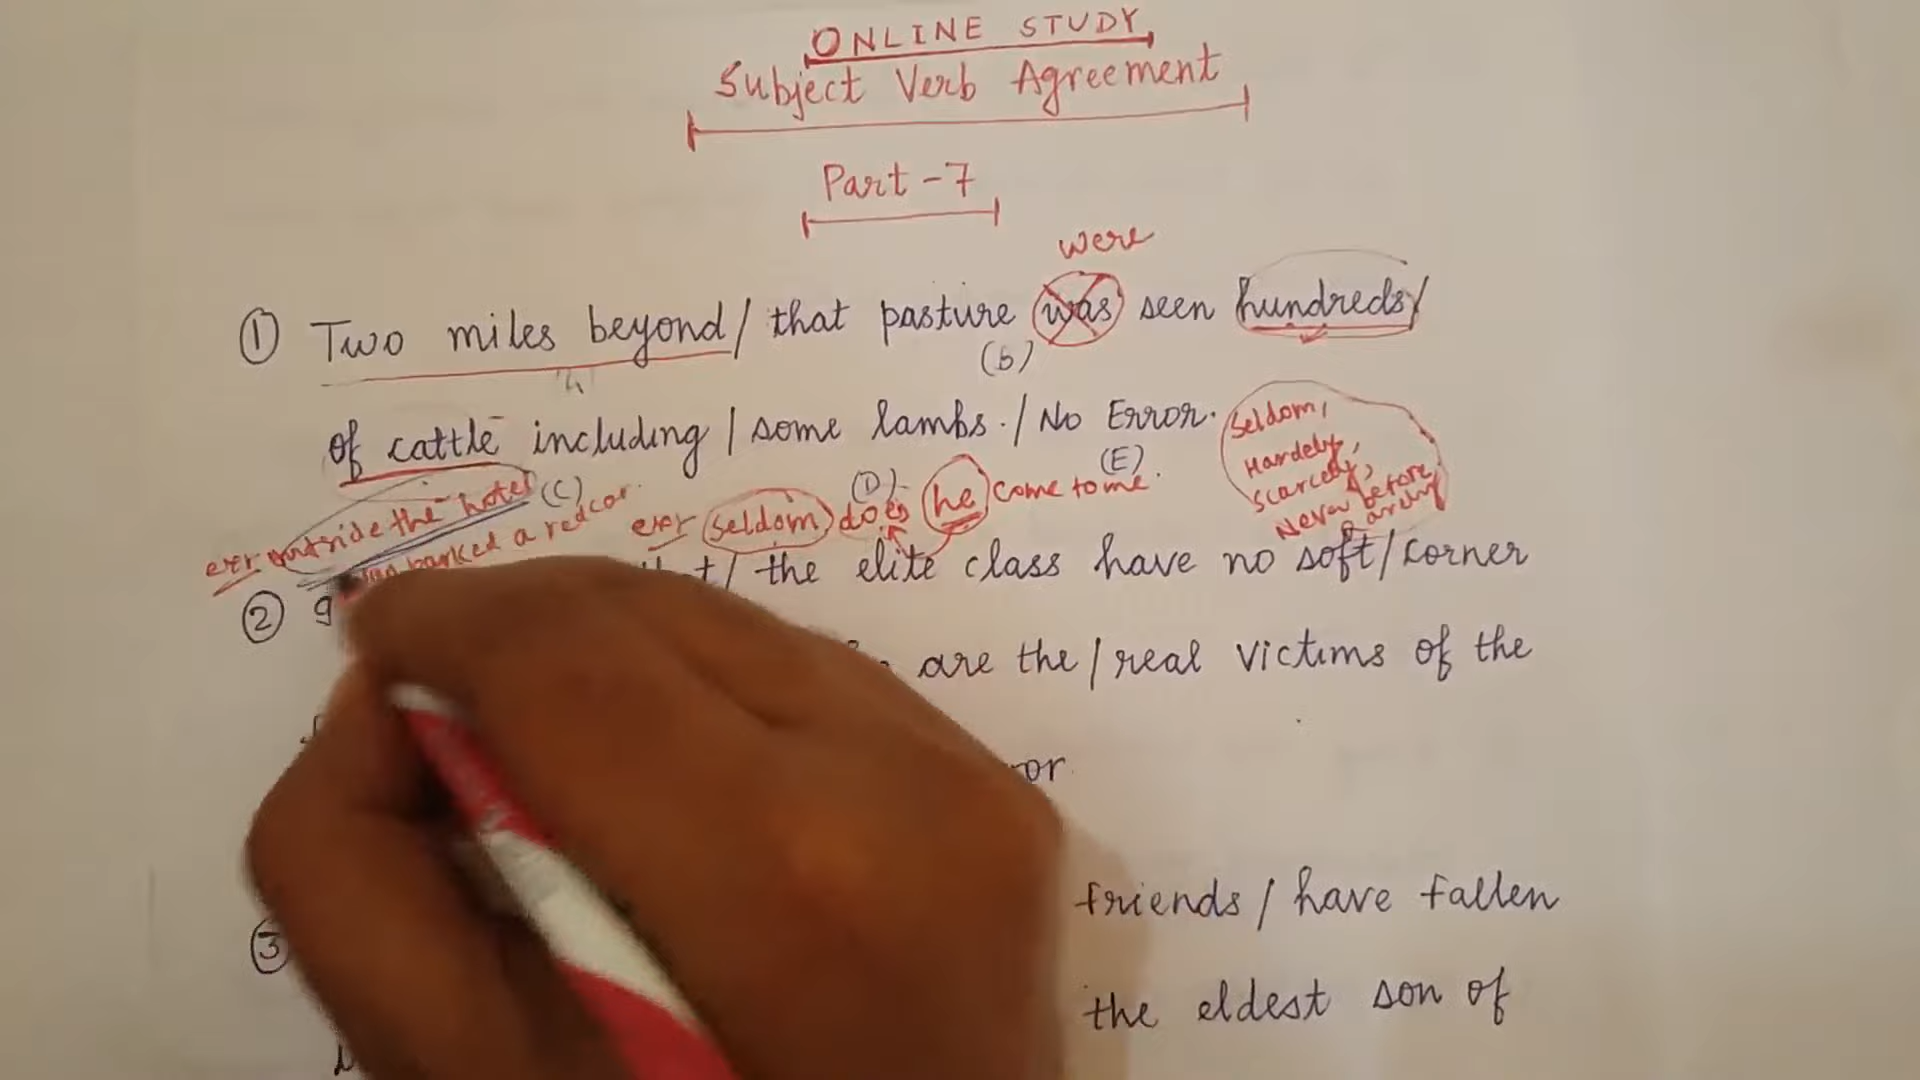 ONLINE STUDY
Subject Verb Agreement
Part-7
were
① Two miles beyond / that pasture was seen hundreds/
(b)
of cattle including / some lambs. / No Error.
(C) (D) (E)
Seldom,
Hardely,
Scarcely,
Never before
outside the hotel
parked a red car.
Seldom does he come to me.
② / the elite class have no soft / corner
are the / real victims of the
③ friends / have fallen
the eldest son of